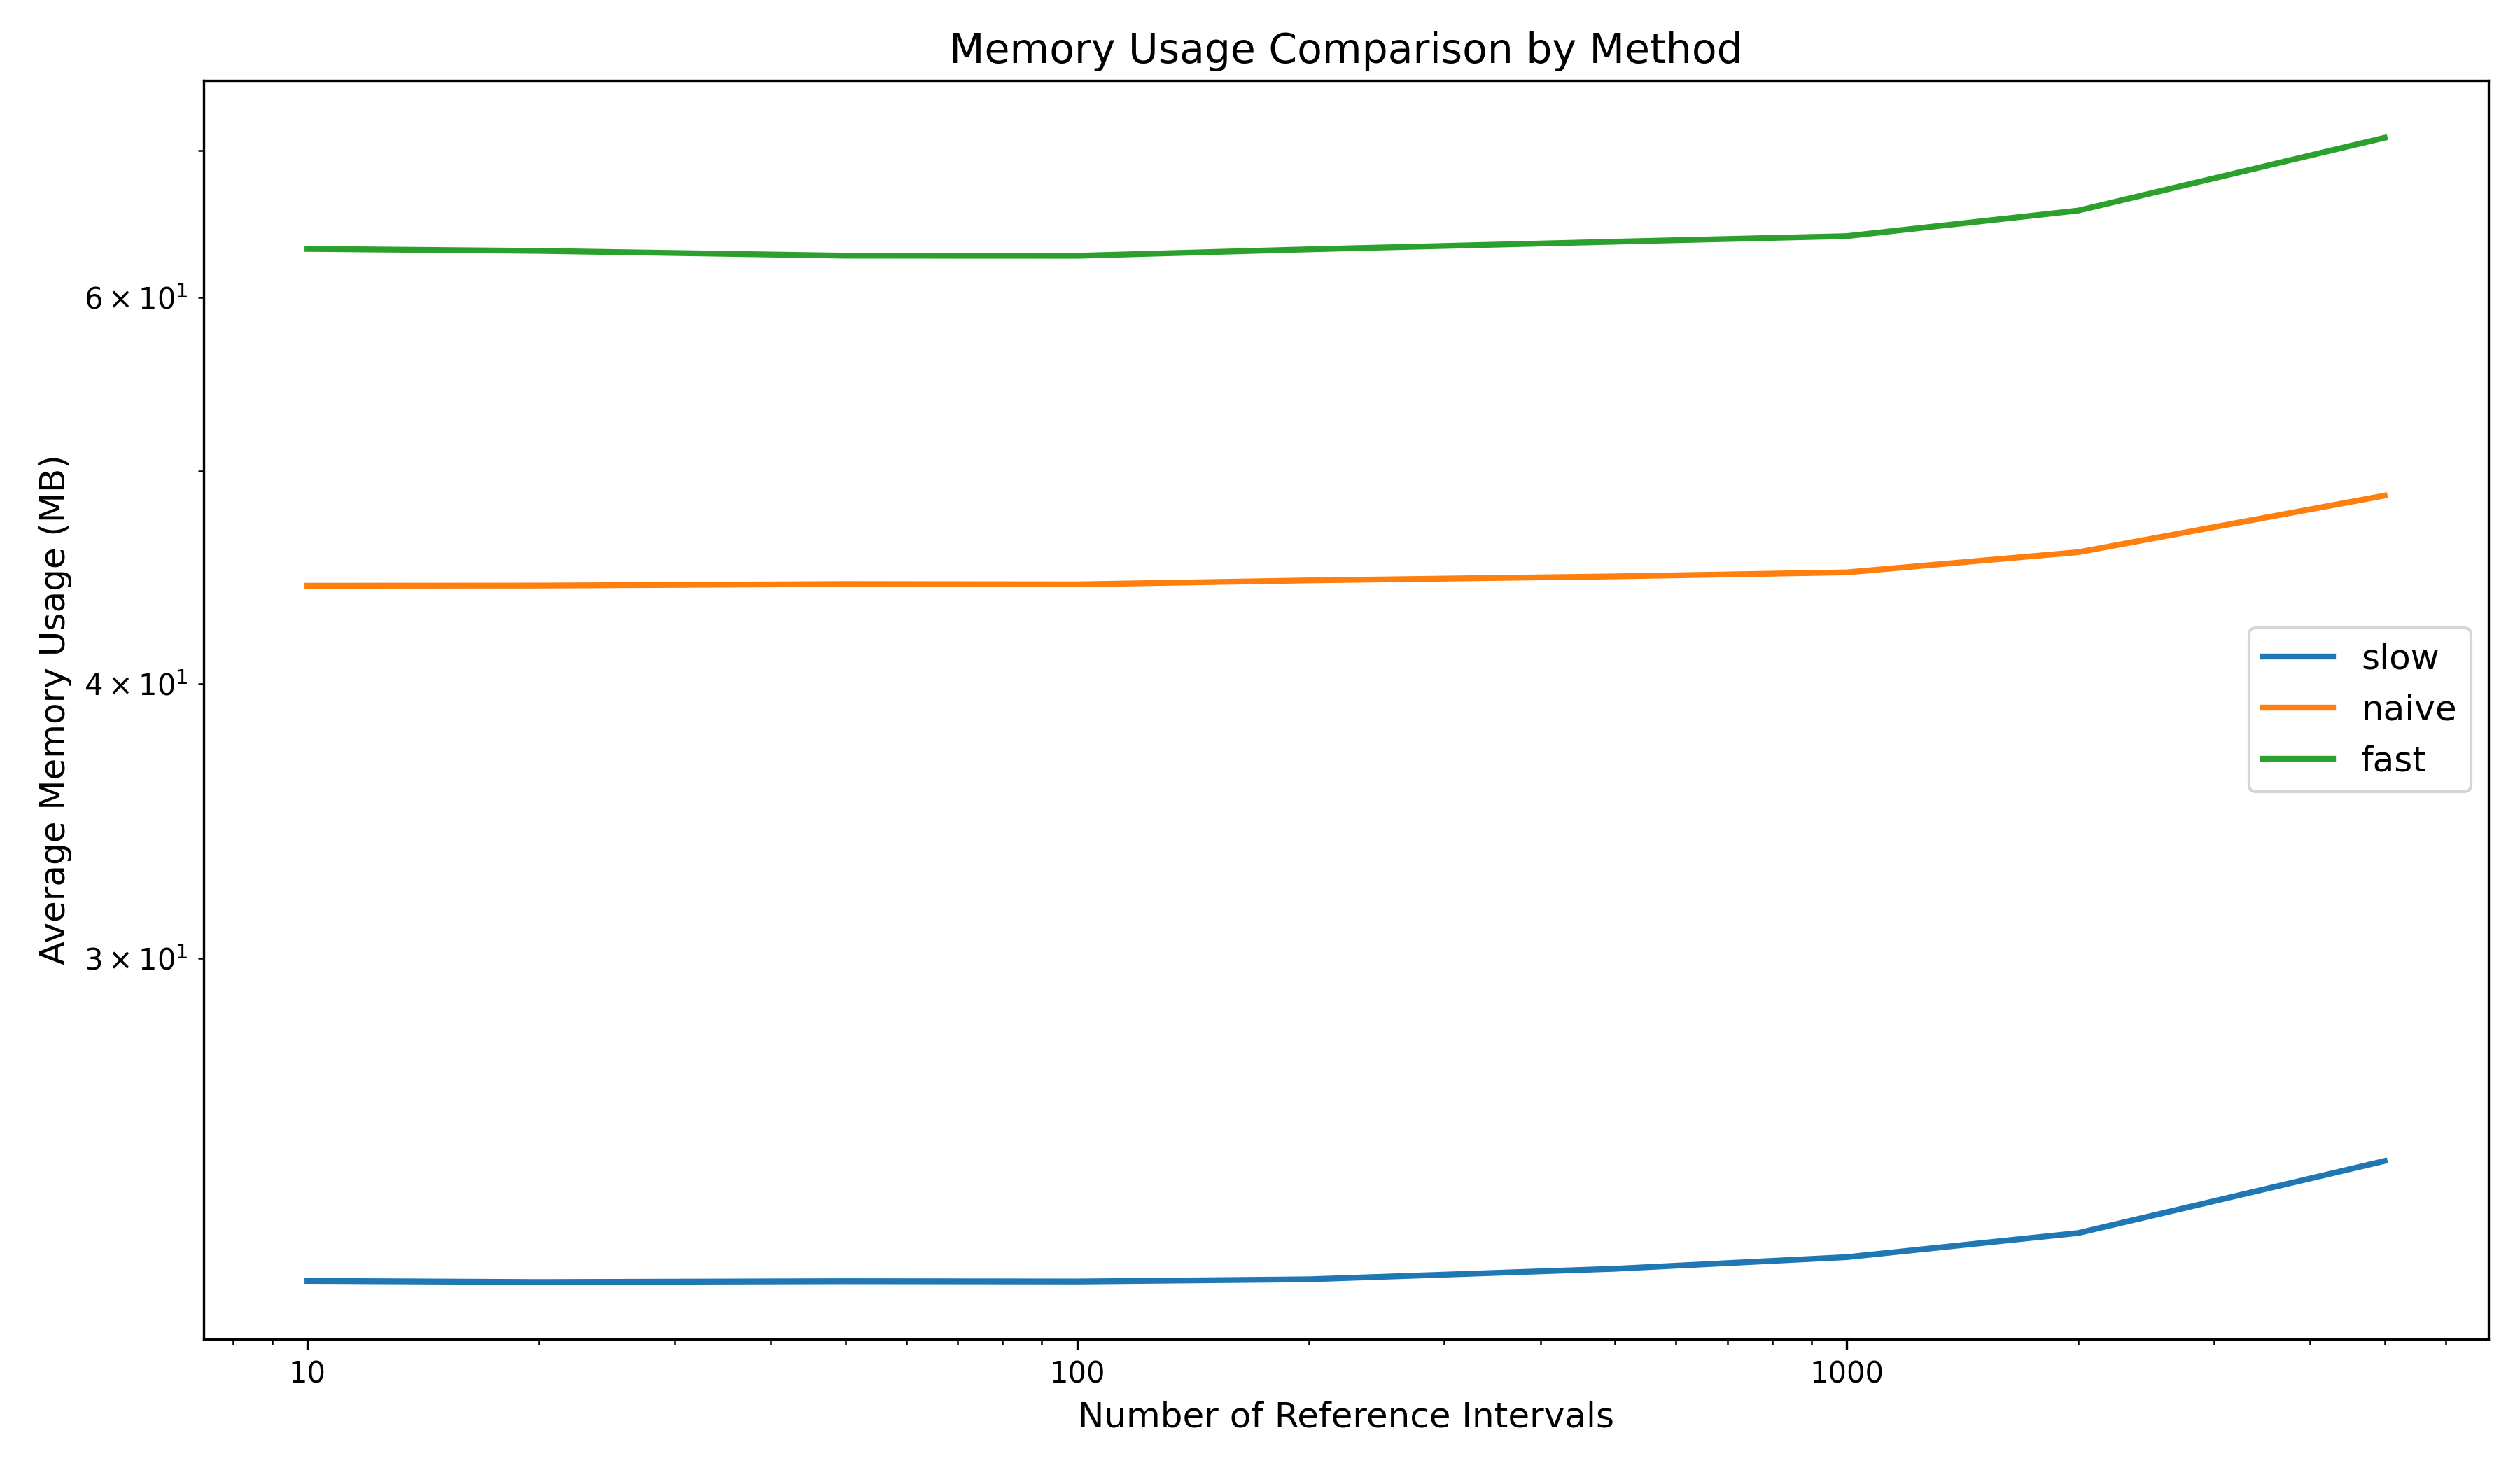 Memory Usage Comparison by Method
Average Memory Usage (MB)
6 × 10¹
4 × 10¹
3 × 10¹
slow
naive
fast
10 100 1000
Number of Reference Intervals